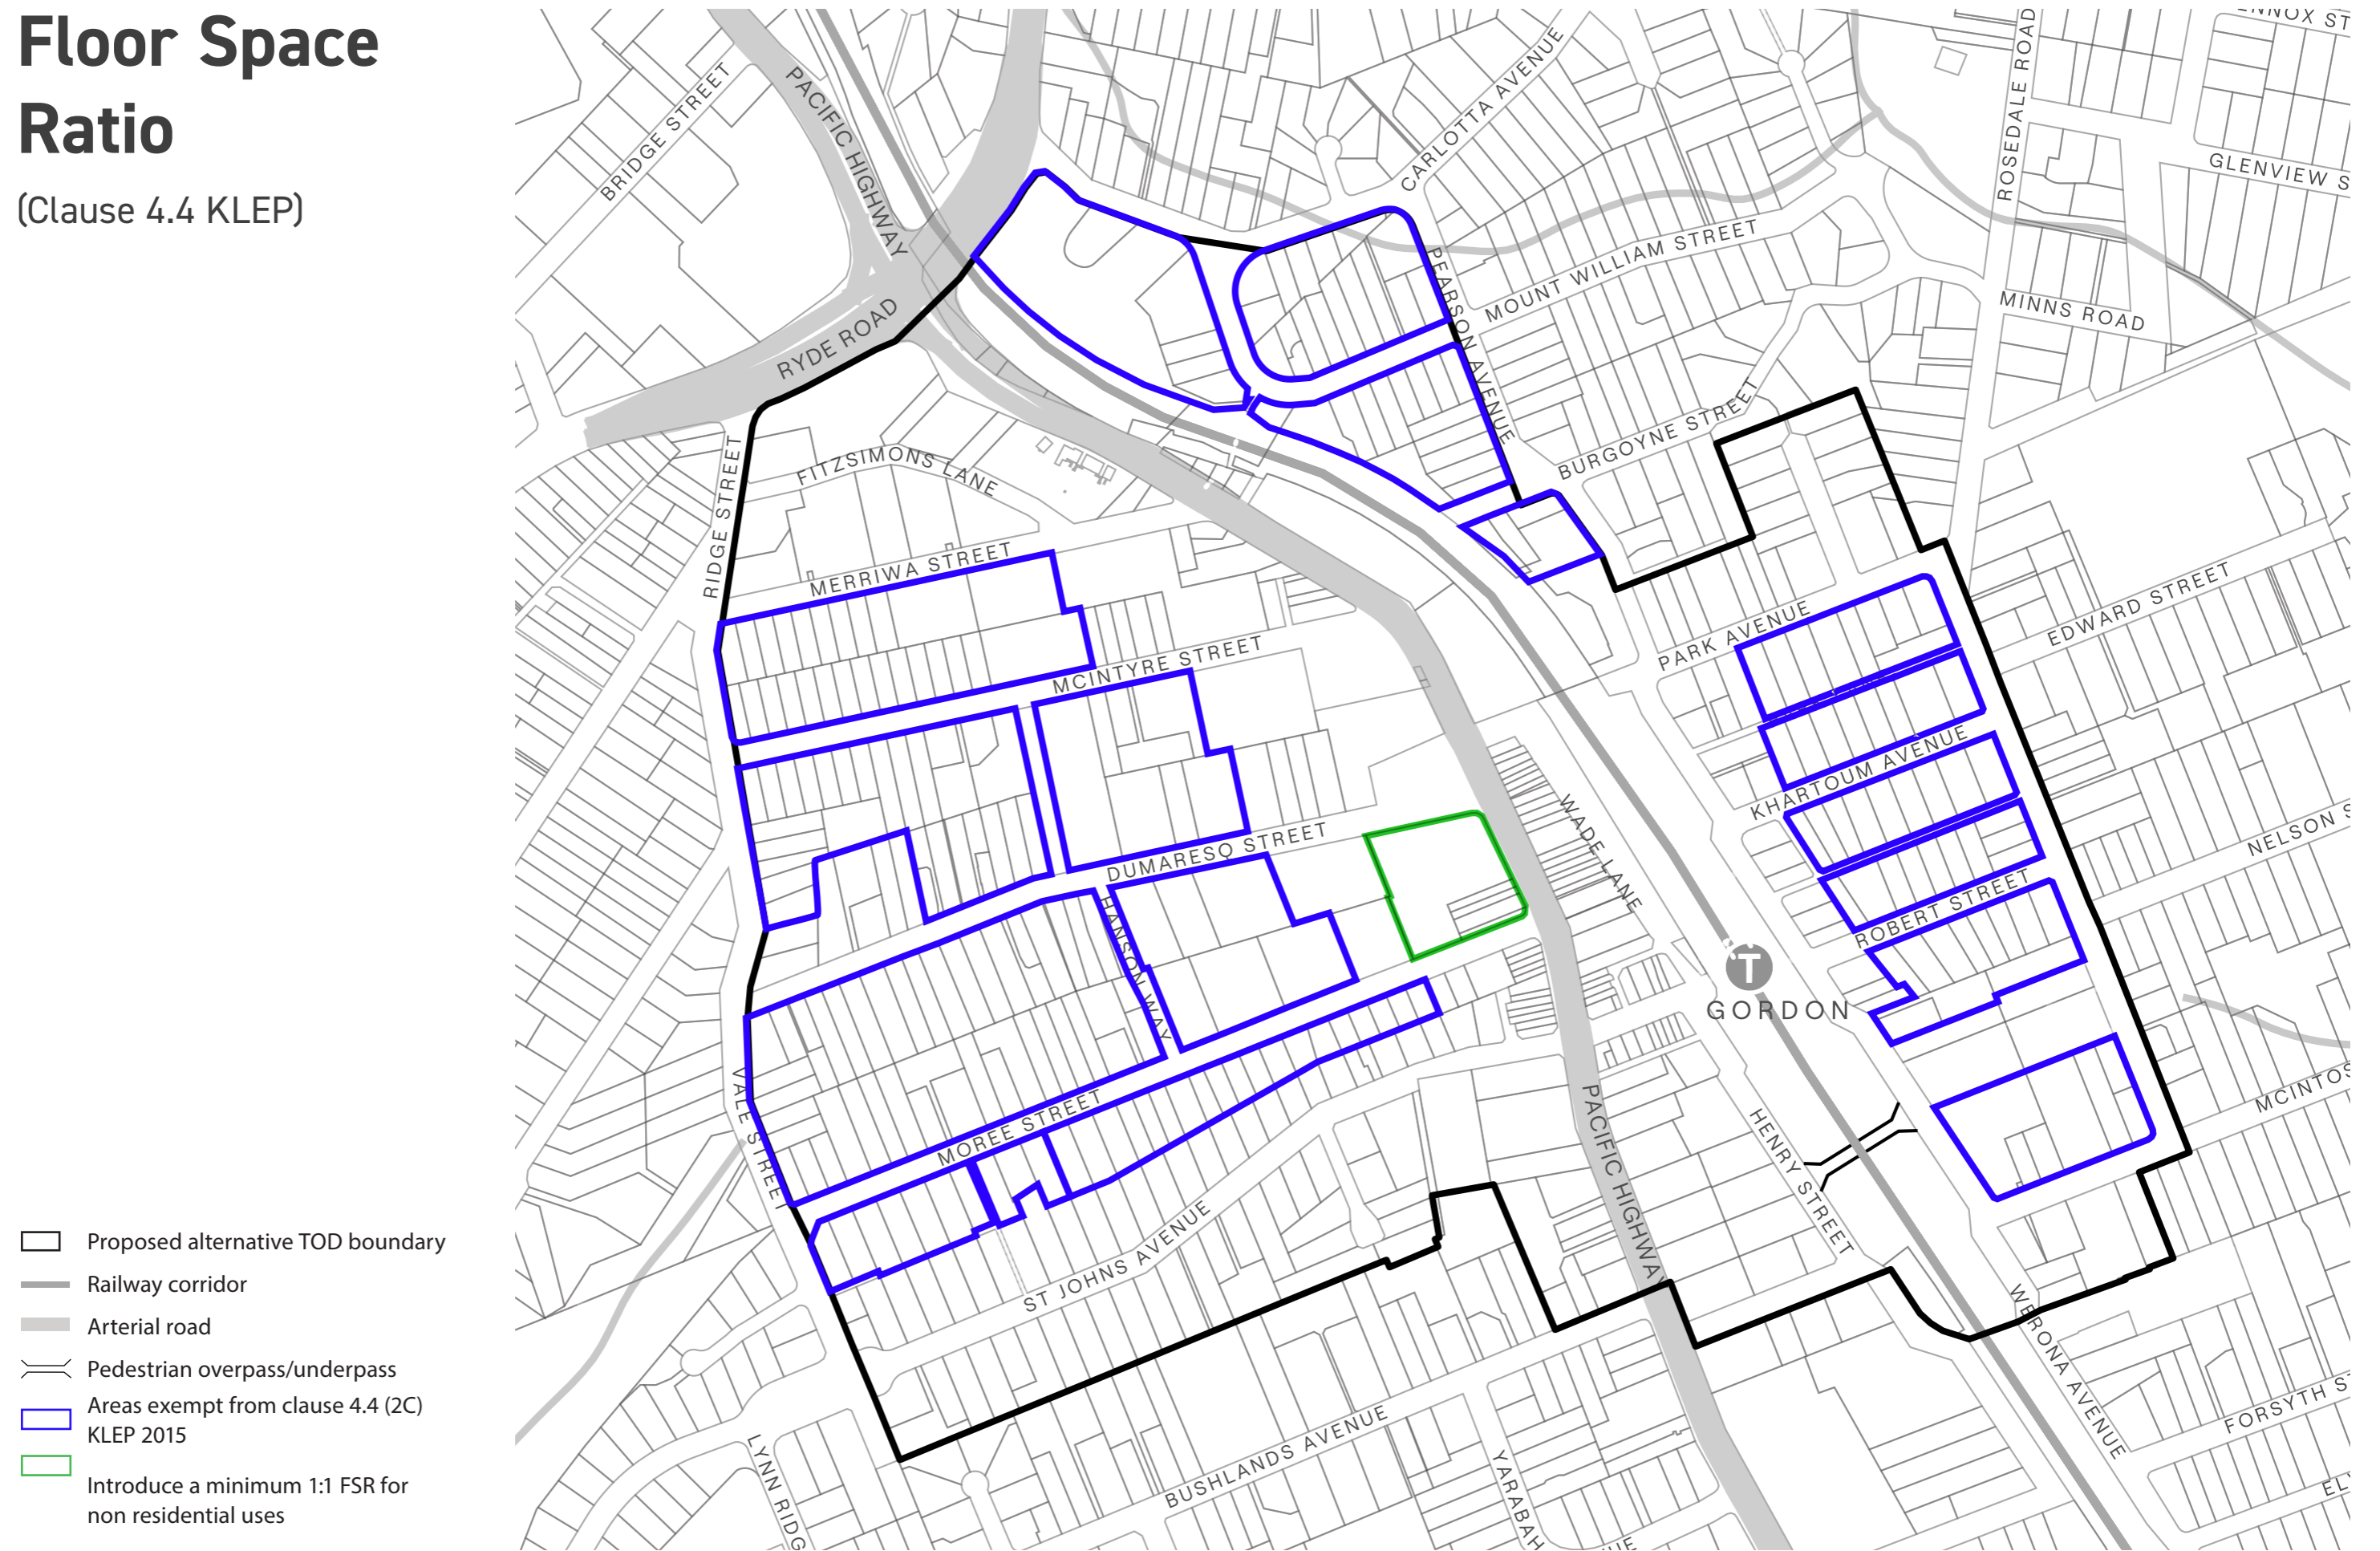 Floor Space
Ratio
(Clause 4.4 KLEP)
BRIDGE STREET
PACIFIC HIGHWAY
CARLOTTA AVENUE
ROSEDALE ROAD
GLENVIEW S
MOUNT WILLIAM STREET
PEARSON AVENUE
MINNS ROAD
RYDE ROAD
BURGOYNE STREET
RIDGE STREET
FITZSIMONS LANE
MERRIWA STREET
EDWARD STREET
PARK AVENUE
MCINTYRE STREET
KHARTOUM AVENUE
WADE LANE
NELSON S
DUMARESQ STREET
ROBERT STREET
HANSON WAY
T
GORDON
VALE STREET
MOREE STREET
PACIFIC HIGHWAY
HENRY STREET
MCINTOS
ST JOHNS AVENUE
WERONA AVENUE
FORSYTH ST
BUSHLANDS AVENUE
LYNN RIDG
YARABAH
EL
Proposed alternative TOD boundary
Railway corridor
Arterial road
Pedestrian overpass/underpass
Areas exempt from clause 4.4 (2C)
KLEP 2015
Introduce a minimum 1:1 FSR for
non residential uses